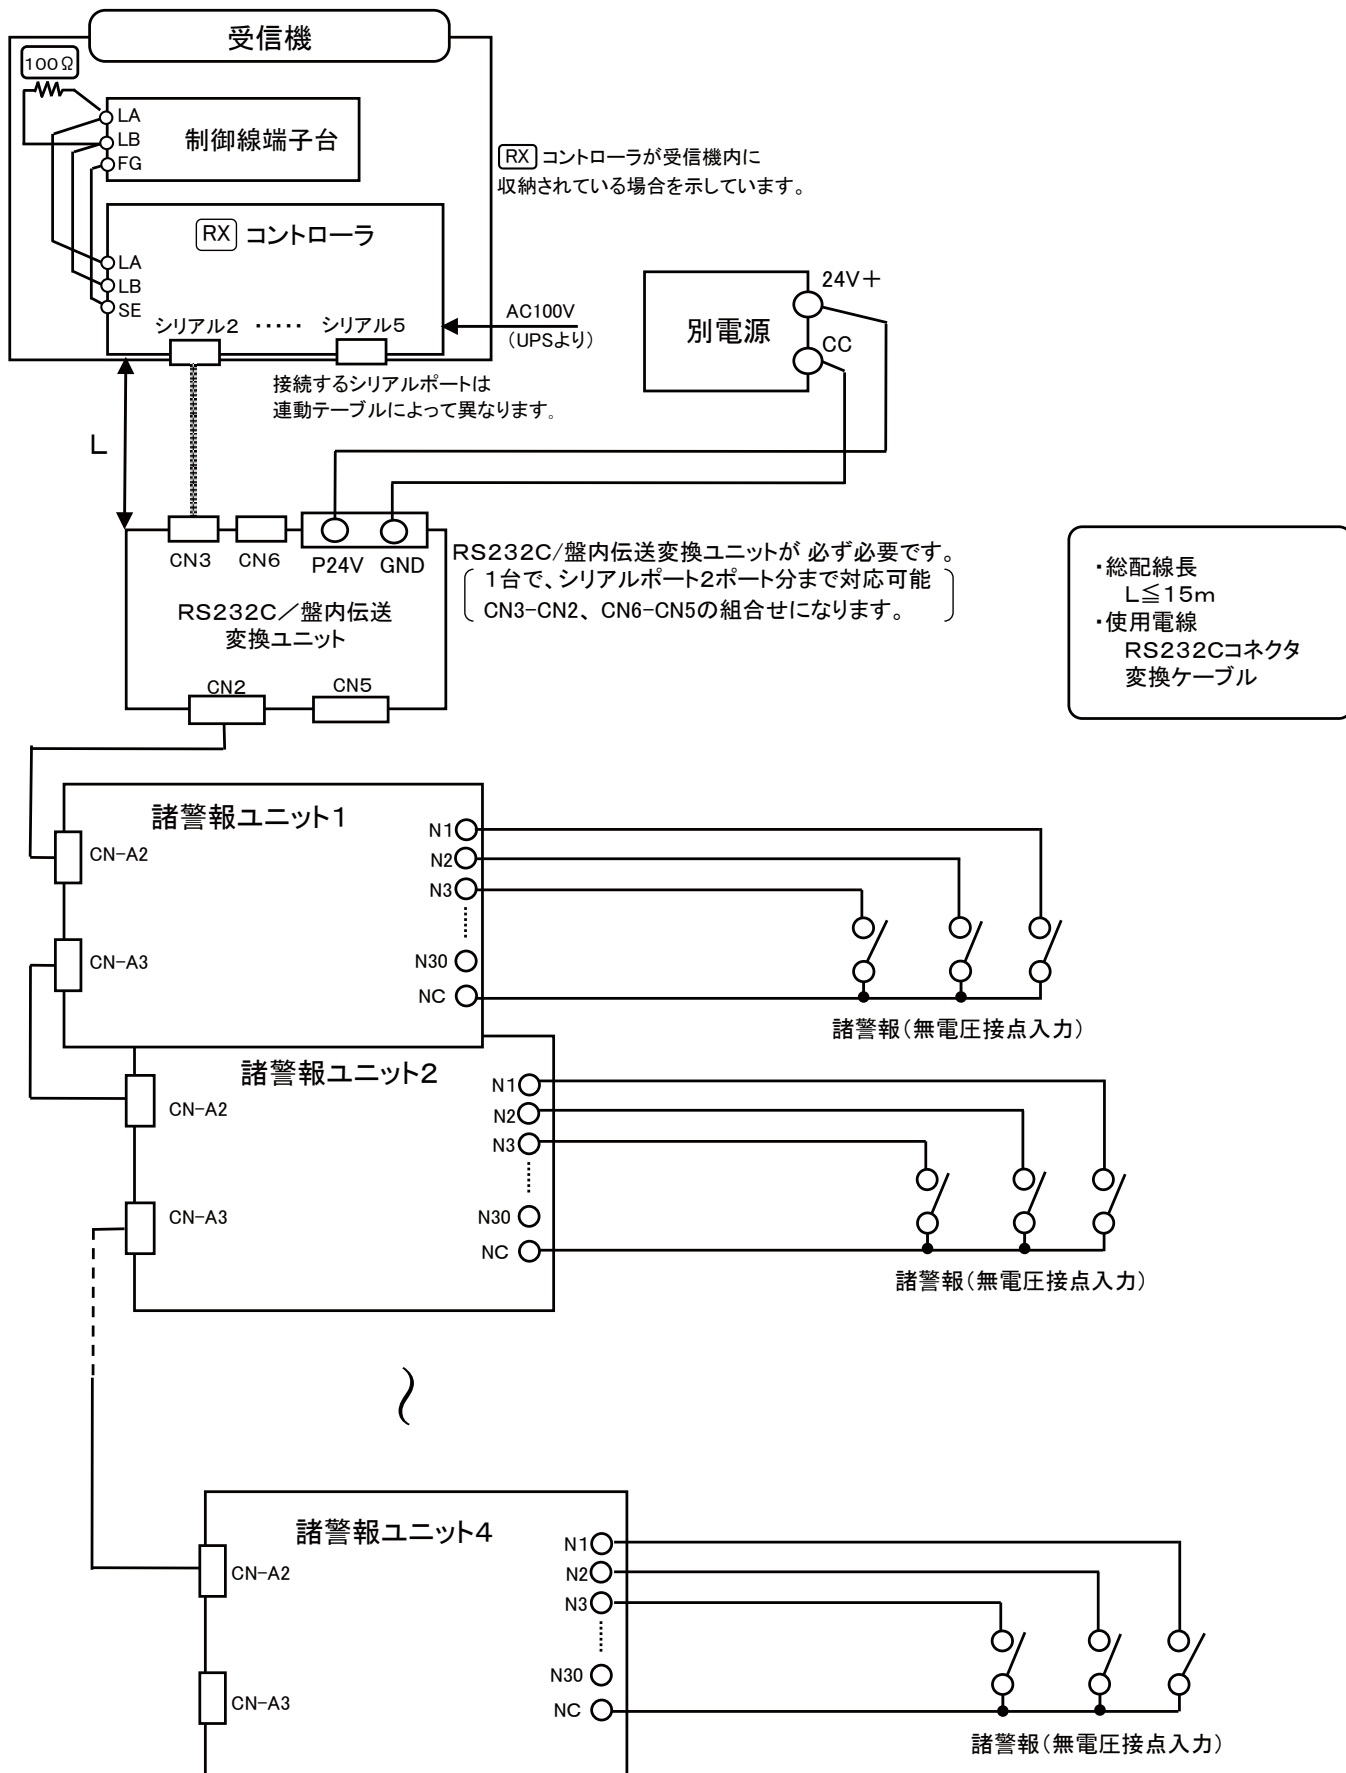 受信機
100Ω
LA
LB
FG
制御線端子台
RX コントローラが受信機内に
収納されている場合を示しています。
RX コントローラ
LA
LB
SE
シリアル2 ‥‥‥ シリアル5
AC100V
(UPSより)
接続するシリアルポートは
連動テーブルによって異なります。
別電源
24V＋
CC
L
CN3
CN6
P24V
GND
RS232C／盤内伝送
変換ユニット
CN2
CN5
RS232C/盤内伝送変換ユニットが 必ず必要です。
1台で、シリアルポート2ポート分まで対応可能
CN3-CN2、CN6-CN5の組合せになります。
・総配線長
L≦15m
・使用電線
RS232Cコネクタ
変換ケーブル
諸警報ユニット1
CN-A2
CN-A3
N1
N2
N3
N30
NC
諸警報(無電圧接点入力)
諸警報ユニット2
CN-A2
CN-A3
N1
N2
N3
N30
NC
諸警報(無電圧接点入力)
諸警報ユニット4
CN-A2
CN-A3
N1
N2
N3
N30
NC
諸警報(無電圧接点入力)